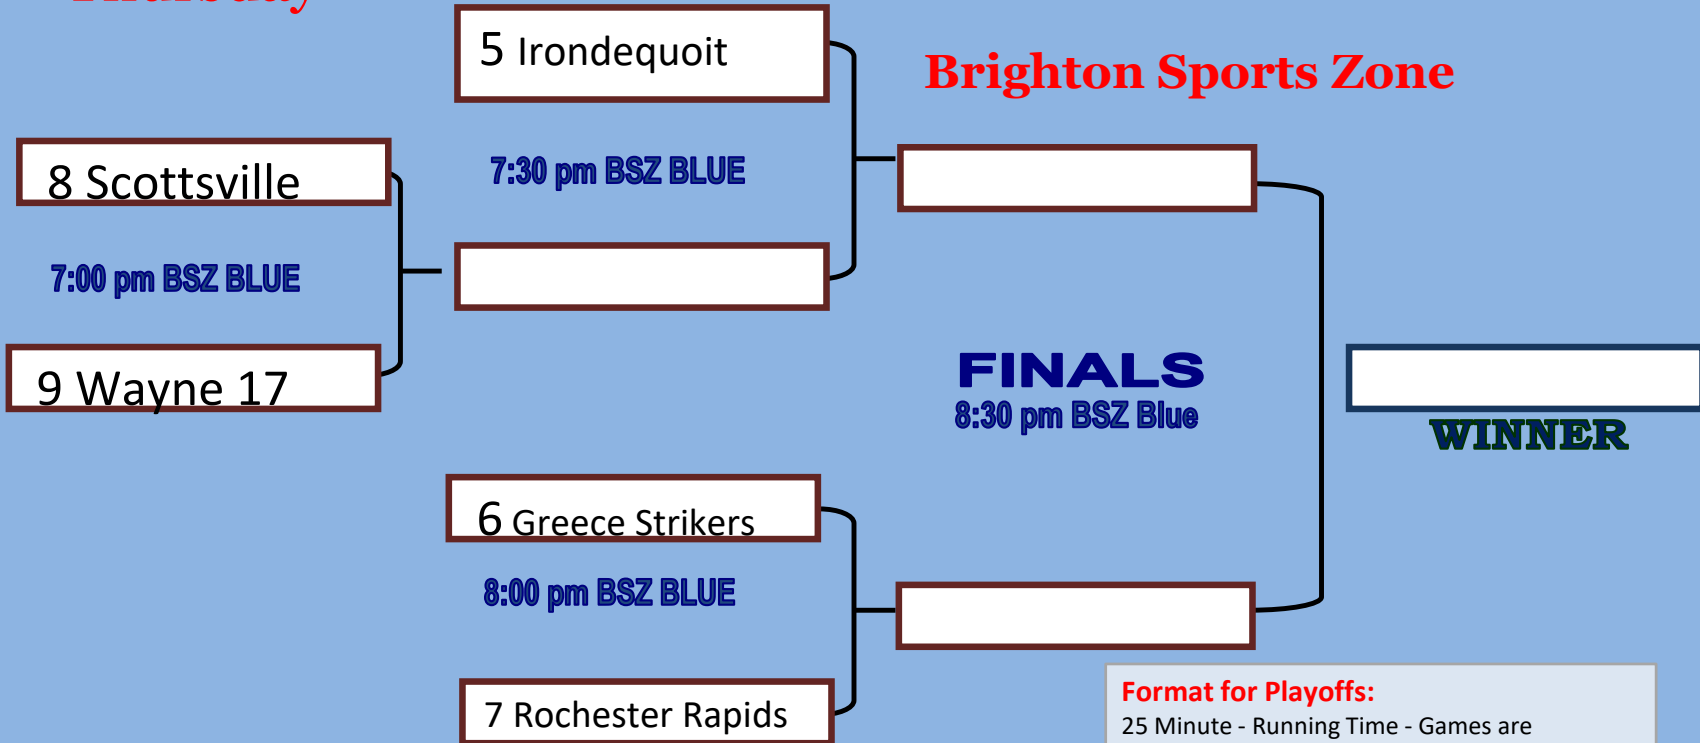 5 Irondequoit
Brighton Sports Zone
8 Scottsville
7:30 pm BSZ BLUE
7:00 pm BSZ BLUE
9 Wayne 17
FINALS
8:30 pm BSZ Blue
WINNER
6 Greece Strikers
8:00 pm BSZ BLUE
7 Rochester Rapids
Format for Playoffs:
25 Minute - Running Time - Games are